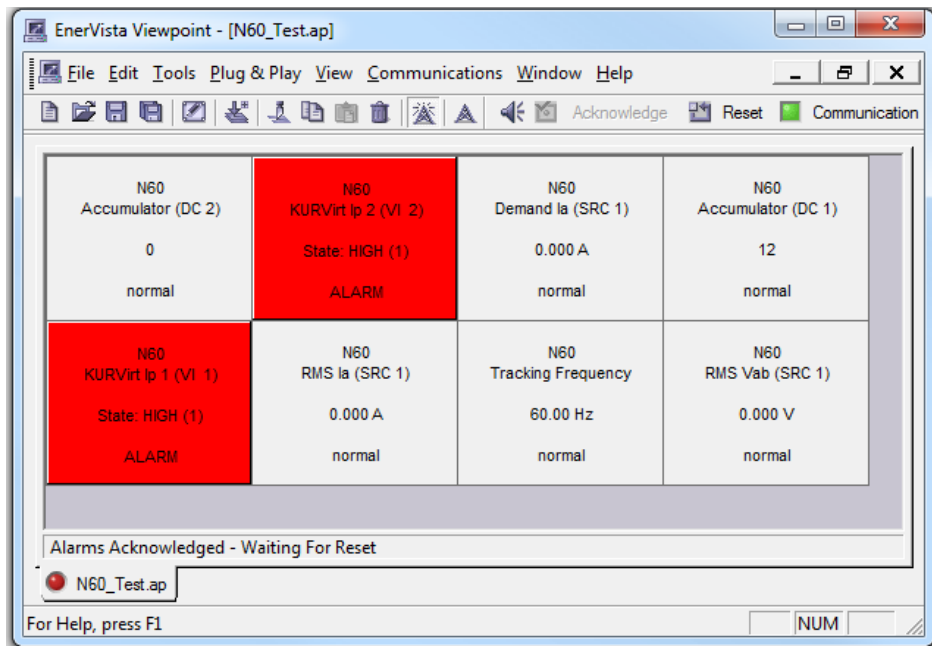 EnerVista Viewpoint - [N60_Test.ap]
File Edit Tools Plug & Play View Communications Window Help
Acknowledge Reset Communication
N60
Accumulator (DC 2)
0
normal
N60
KURVirt Ip 2 (VI 2)
State: HIGH (1)
ALARM
N60
Demand Ia (SRC 1)
0.000 A
normal
N60
Accumulator (DC 1)
12
normal
N60
KURVirt Ip 1 (VI 1)
State: HIGH (1)
ALARM
N60
RMS Ia (SRC 1)
0.000 A
normal
N60
Tracking Frequency
60.00 Hz
normal
N60
RMS Vab (SRC 1)
0.000 V
normal
Alarms Acknowledged - Waiting For Reset
N60_Test.ap
For Help, press F1
NUM